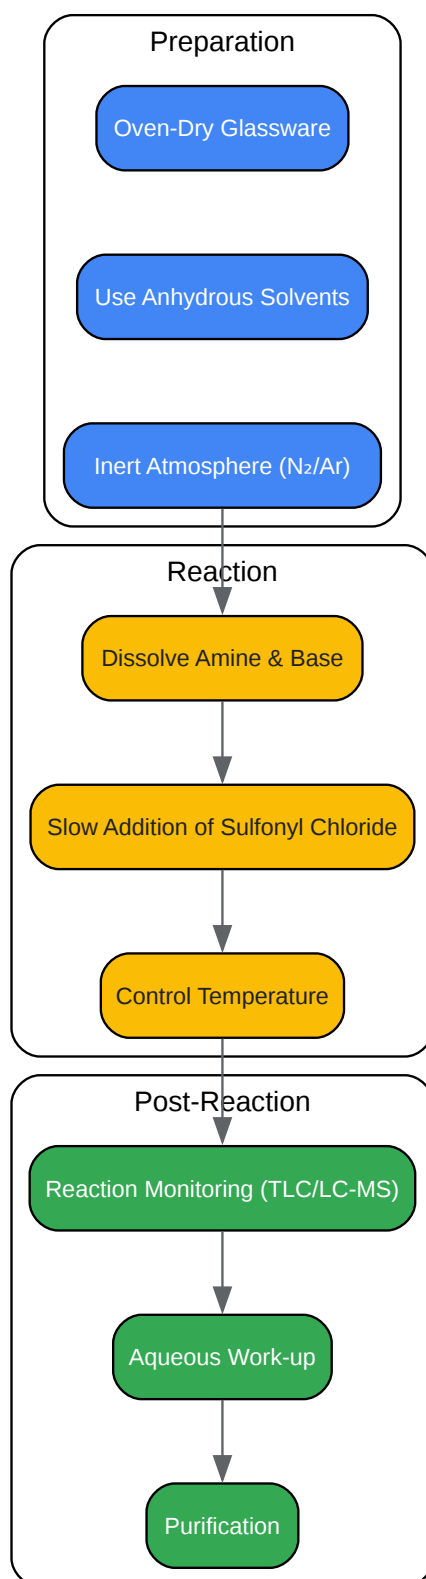 Preparation
Oven-Dry Glassware
Use Anhydrous Solvents
Inert Atmosphere (N₂/Ar)
Reaction
Dissolve Amine & Base
Slow Addition of Sulfonyl Chloride
Control Temperature
Post-Reaction
Reaction Monitoring (TLC/LC-MS)
Aqueous Work-up
Purification